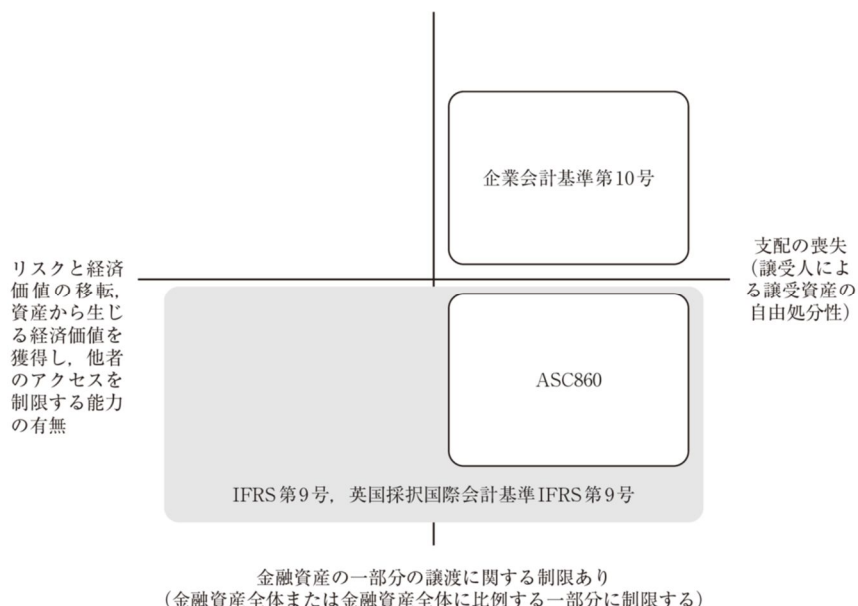 企業会計基準第10号
リスクと経済
価値の移転,
資産から生じ
る経済価値を
獲得し,他者
のアクセスを
制限する能力
の有無
支配の喪失
(譲受人によ
る譲受資産の
自由処分性)
ASC860
IFRS第9号,英国採択国際会計基準IFRS第9号
金融資産の一部分の譲渡に関する制限あり
(金融資産全体または金融資産全体に比例する一部分に制限する)